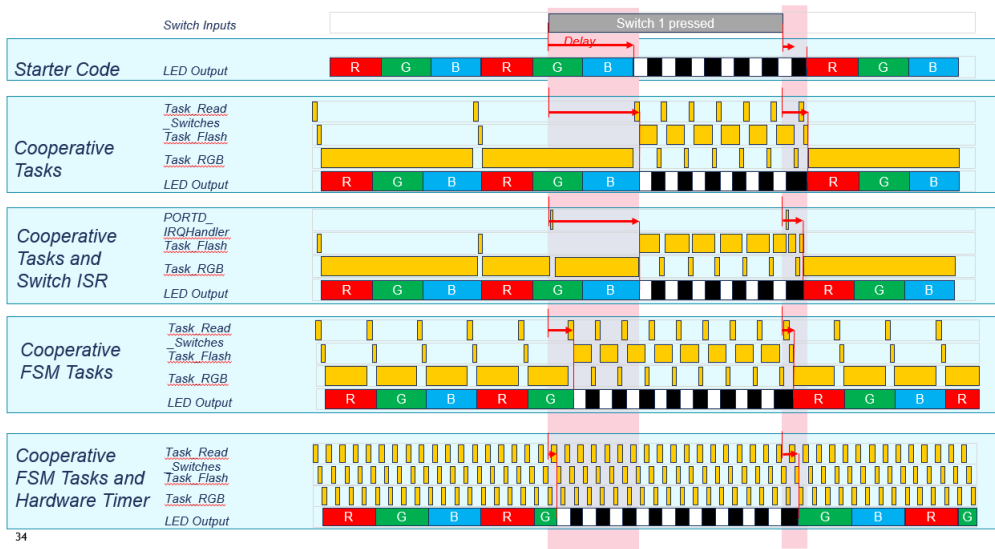 Switch Inputs
Switch 1 pressed
Delay
Starter Code
LED Output
R G B R G B R G B
Cooperative
Tasks
Task_Read
_Switches
Task_Flash
Task_RGB
LED Output
R G B R G B R G B
Cooperative
Tasks and
Switch ISR
PORTD_
IRQHandler
Task_Flash
Task_RGB
LED Output
R G B R G B R G B
Cooperative
FSM Tasks
Task_Read
_Switches
Task_Flash
Task_RGB
LED Output
R G B R G R G B R
Cooperative
FSM Tasks and
Hardware Timer
Task_Read
_Switches
Task_Flash
Task_RGB
LED Output
R G B R G G B R G
34